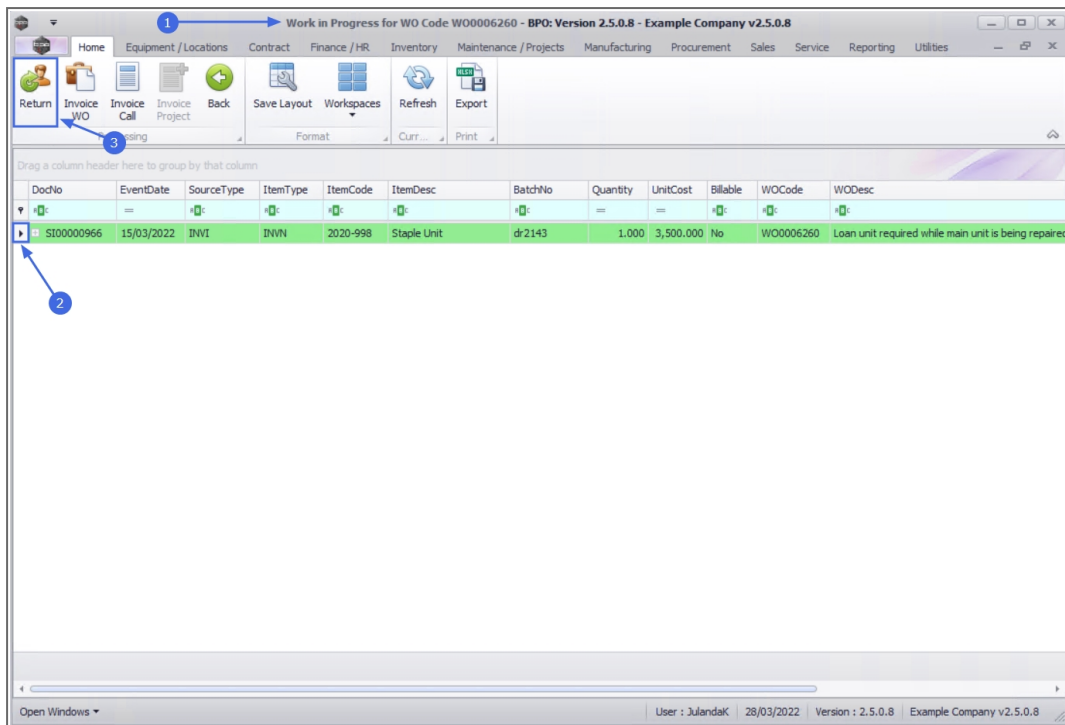 1
Work in Progress for WO Code WO0006260 - BPO: Version 2.5.0.8 - Example Company v2.5.0.8
Home Equipment / Locations Contract Finance / HR Inventory Maintenance / Projects Manufacturing Procurement Sales Service Reporting Utilities
Return Invoice WO Invoice Call Invoice Project Back Save Layout Workspaces Refresh Export
3
Format Curr... Print
Drag a column header here to group by that column
DocNo EventDate SourceType ItemType ItemCode ItemDesc BatchNo Quantity UnitCost Billable WOCode WODesc
= = =
SI00000966 15/03/2022 INVI INVN 2020-998 Staple Unit dr2143 1.000 3,500.000 No WO0006260 Loan unit required while main unit is being repaired
2
Open Windows User : JulandaK 28/03/2022 Version : 2.5.0.8 Example Company v2.5.0.8